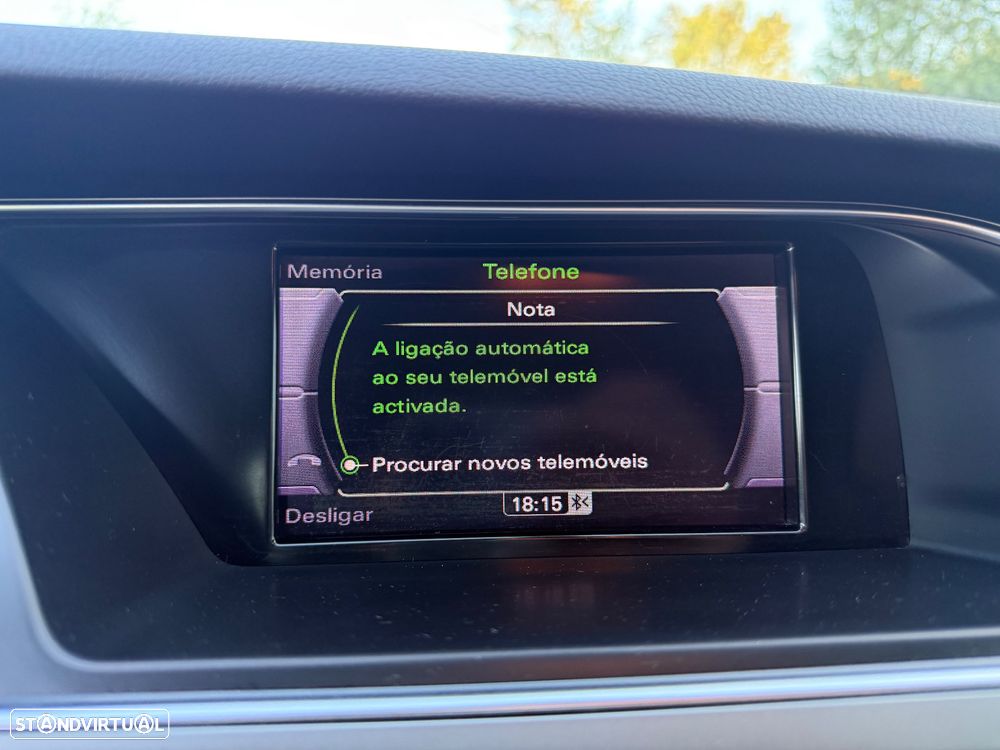 Memória
Telefone
Nota
A ligação automática
ao seu telemóvel está
activada.
Procurar novos telemóveis
18:15
Desligar
STANDVIRTUAL